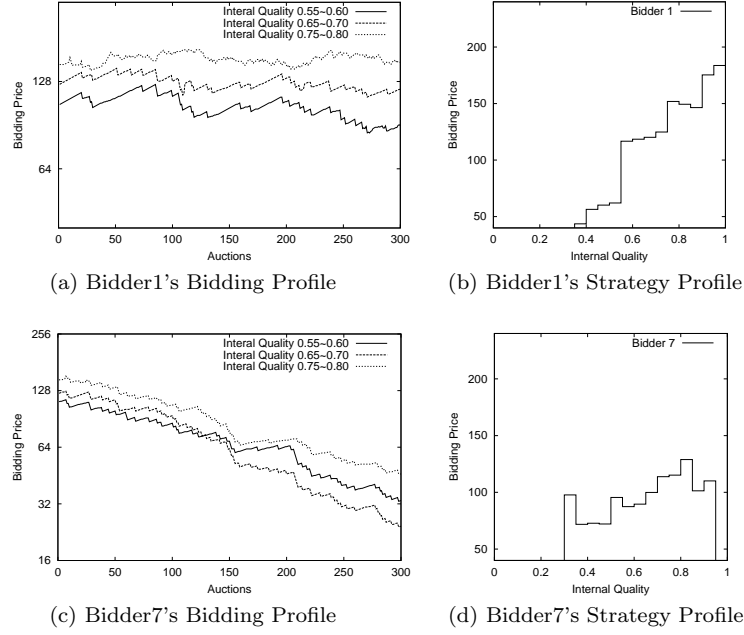 Interal Quality 0.55~0.60
Interal Quality 0.65~0.70
Interal Quality 0.75~0.80
128
64
Bidding Price
0 50 100 150 200 250 300
Auctions
(a) Bidder1's Bidding Profile
Bidder 1
200
150
100
50
Bidding Price
0 0.2 0.4 0.6 0.8 1
Internal Quality
(b) Bidder1's Strategy Profile
Interal Quality 0.55~0.60
Interal Quality 0.65~0.70
Interal Quality 0.75~0.80
256
128
64
32
16
Bidding Price
0 50 100 150 200 250 300
Auctions
(c) Bidder7's Bidding Profile
Bidder 7
200
150
100
50
Bidding Price
0 0.2 0.4 0.6 0.8 1
Internal Quality
(d) Bidder7's Strategy Profile